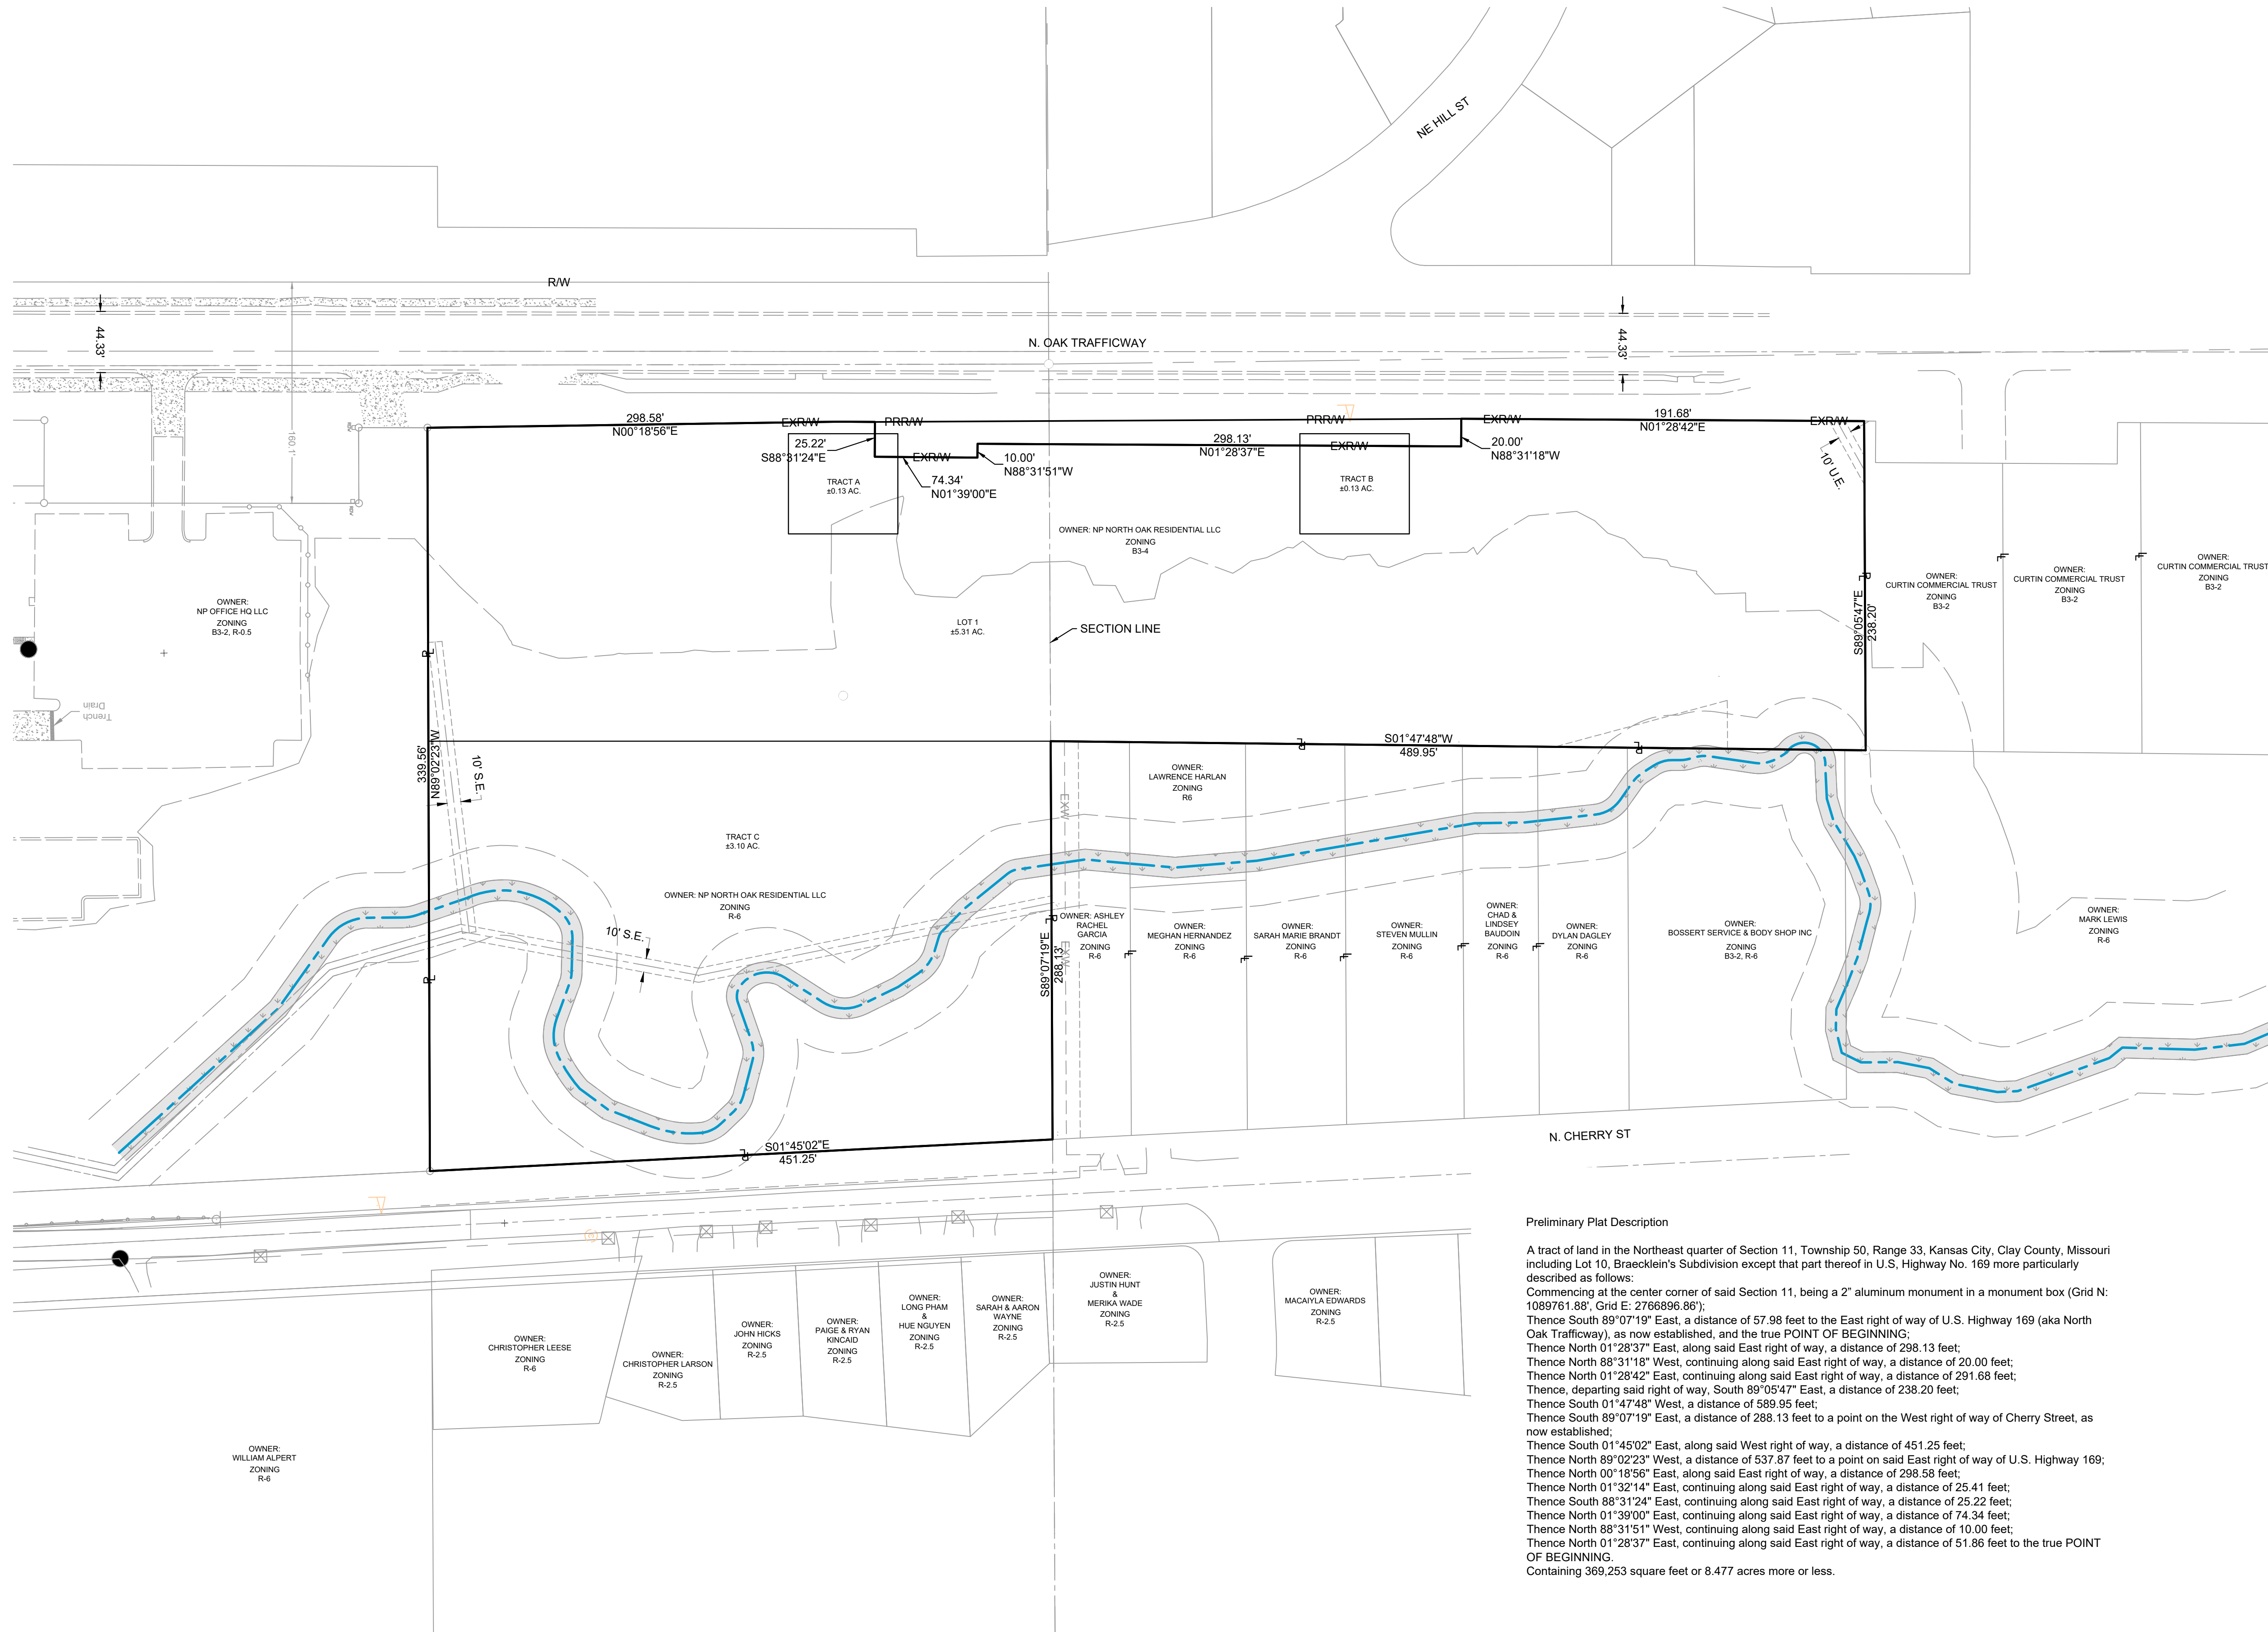 NE HILL ST
R/W
44.33'
N. OAK TRAFFICWAY
44.33'
160.1'
298.58'
N00°18'56"E
EXR/W
PRR/W
PRR/W
EXR/W
191.68'
N01°28'42"E
EXR/W
25.22'
S88°31'24"E
EXR/W
10.00'
N88°31'51"W
298.13'
N01°28'37"E
EXR/W
20.00'
N88°31'18"W
10' U.E.
74.34'
N01°39'00"E
TRACT A
±0.13 AC.
TRACT B
±0.13 AC.
OWNER: NP NORTH OAK RESIDENTIAL LLC
ZONING
B3-4
OWNER:
NP OFFICE HQ LLC
ZONING
B3-2, R-0.5
LOT 1
±5.31 AC.
SECTION LINE
PL
PL
S89°05'47"E
238.20'
OWNER:
CURTIN COMMERCIAL TRUST
ZONING
B3-2
OWNER:
CURTIN COMMERCIAL TRUST
ZONING
B3-2
OWNER:
CURTIN COMMERCIAL TRUST
ZONING
B3-2
Trench
Drain
339.56'
N89°02'23"W
10' S.E.
S01°47'48"W
489.95'
PL
PL
EXW
OWNER:
LAWRENCE HARLAN
ZONING
R6
TRACT C
±3.10 AC.
OWNER: NP NORTH OAK RESIDENTIAL LLC
ZONING
R-6
10' S.E.
PL
PL
S89°07'19"E
288.13'
EXW
OWNER: ASHLEY
RACHEL
GARCIA
ZONING
R-6
OWNER:
MEGHAN HERNANDEZ
ZONING
R-6
OWNER:
SARAH MARIE BRANDT
ZONING
R-6
OWNER:
STEVEN MULLIN
ZONING
R-6
OWNER:
CHAD &
LINDSEY
BAUDOIN
ZONING
R-6
OWNER:
DYLAN DAGLEY
ZONING
R-6
OWNER:
BOSSERT SERVICE & BODY SHOP INC
ZONING
B3-2, R-6
OWNER:
MARK LEWIS
ZONING
R-6
S01°45'02"E
451.25'
PL
N. CHERRY ST
OWNER:
CHRISTOPHER LEESE
ZONING
R-6
OWNER:
CHRISTOPHER LARSON
ZONING
R-2.5
OWNER:
JOHN HICKS
ZONING
R-2.5
OWNER:
PAIGE & RYAN
KINCAID
ZONING
R-2.5
OWNER:
LONG PHAM
&
HUE NGUYEN
ZONING
R-2.5
OWNER:
SARAH & AARON
WAYNE
ZONING
R-2.5
OWNER:
JUSTIN HUNT
&
MERIKA WADE
ZONING
R-2.5
OWNER:
MACAIYLA EDWARDS
ZONING
R-2.5
OWNER:
WILLIAM ALPERT
ZONING
R-6
Preliminary Plat Description
A tract of land in the Northeast quarter of Section 11, Township 50, Range 33, Kansas City, Clay County, Missouri
including Lot 10, Braecklein's Subdivision except that part thereof in U.S, Highway No. 169 more particularly
described as follows:
Commencing at the center corner of said Section 11, being a 2" aluminum monument in a monument box (Grid N:
1089761.88', Grid E: 2766896.86');
Thence South 89°07'19" East, a distance of 57.98 feet to the East right of way of U.S. Highway 169 (aka North
Oak Trafficway), as now established, and the true POINT OF BEGINNING;
Thence North 01°28'37" East, along said East right of way, a distance of 298.13 feet;
Thence North 88°31'18" West, continuing along said East right of way, a distance of 20.00 feet;
Thence North 01°28'42" East, continuing along said East right of way, a distance of 291.68 feet;
Thence, departing said right of way, South 89°05'47" East, a distance of 238.20 feet;
Thence South 01°47'48" West, a distance of 589.95 feet;
Thence South 89°07'19" East, a distance of 288.13 feet to a point on the West right of way of Cherry Street, as
now established;
Thence South 01°45'02" East, along said West right of way, a distance of 451.25 feet;
Thence North 89°02'23" West, a distance of 537.87 feet to a point on said East right of way of U.S. Highway 169;
Thence North 00°18'56" East, along said East right of way, a distance of 298.58 feet;
Thence North 01°32'14" East, continuing along said East right of way, a distance of 25.41 feet;
Thence South 88°31'24" East, continuing along said East right of way, a distance of 25.22 feet;
Thence North 01°39'00" East, continuing along said East right of way, a distance of 74.34 feet;
Thence North 88°31'51" West, continuing along said East right of way, a distance of 10.00 feet;
Thence North 01°28'37" East, continuing along said East right of way, a distance of 51.86 feet to the true POINT
OF BEGINNING.
Containing 369,253 square feet or 8.477 acres more or less.